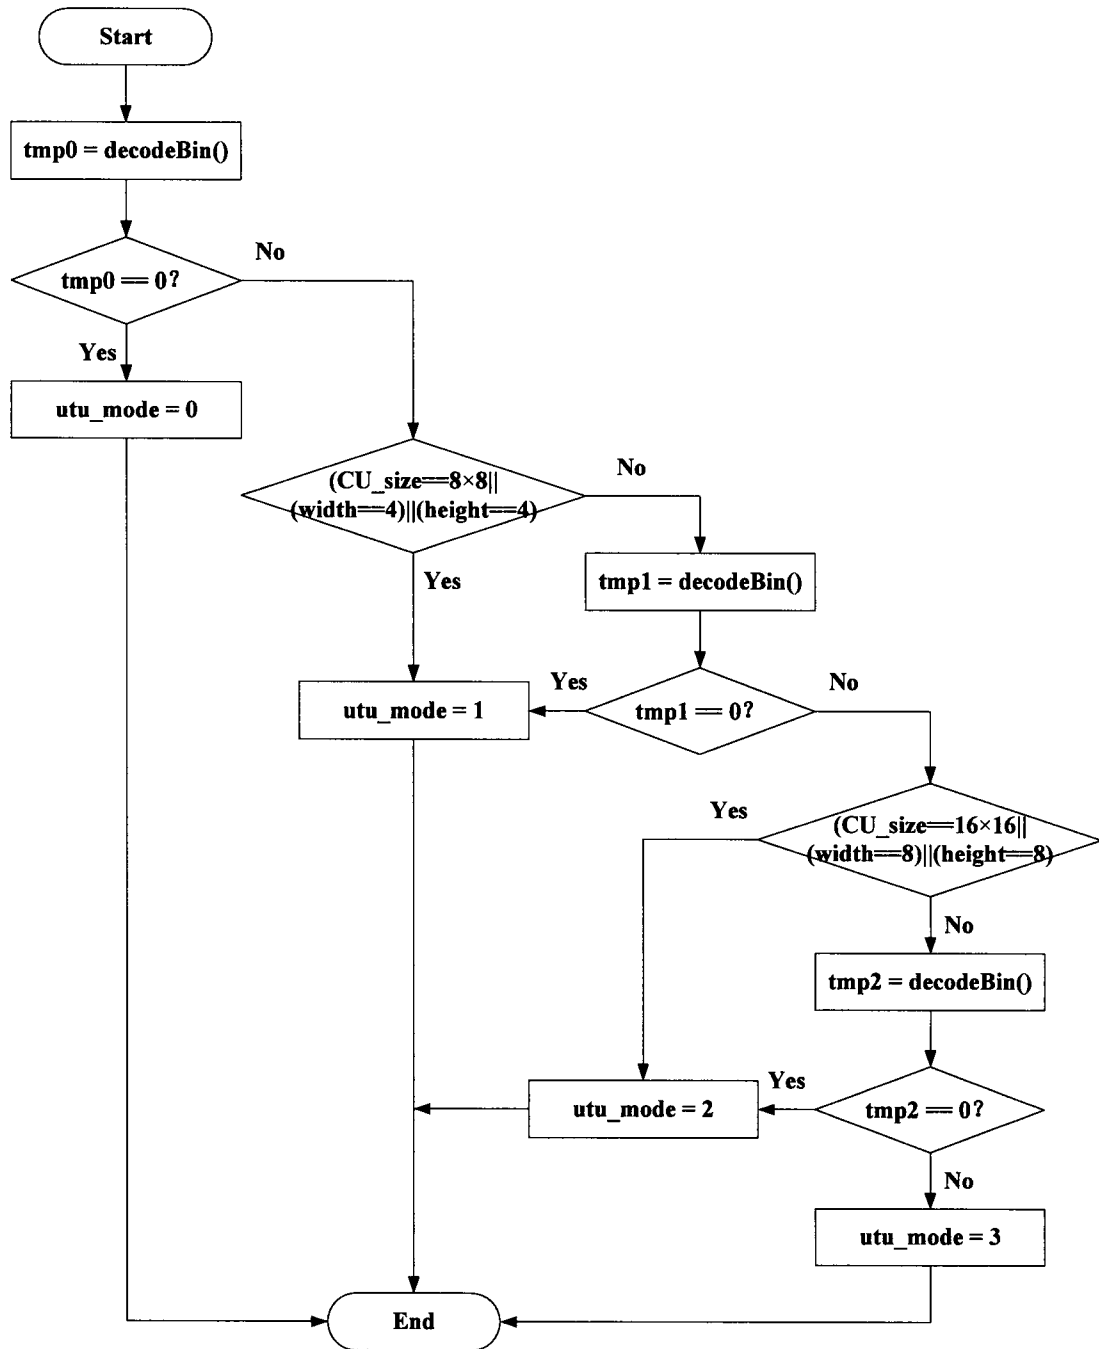 Start
tmp0 = decodeBin()
tmp0 == 0?
No
Yes
utu_mode = 0
(CU_size==8×8||
(width==4)||(height==4)
No
Yes
tmp1 = decodeBin()
tmp1 == 0?
Yes
No
utu_mode = 1
(CU_size==16×16||
(width==8)||(height==8)
Yes
No
tmp2 = decodeBin()
tmp2 == 0?
Yes
utu_mode = 2
No
utu_mode = 3
End